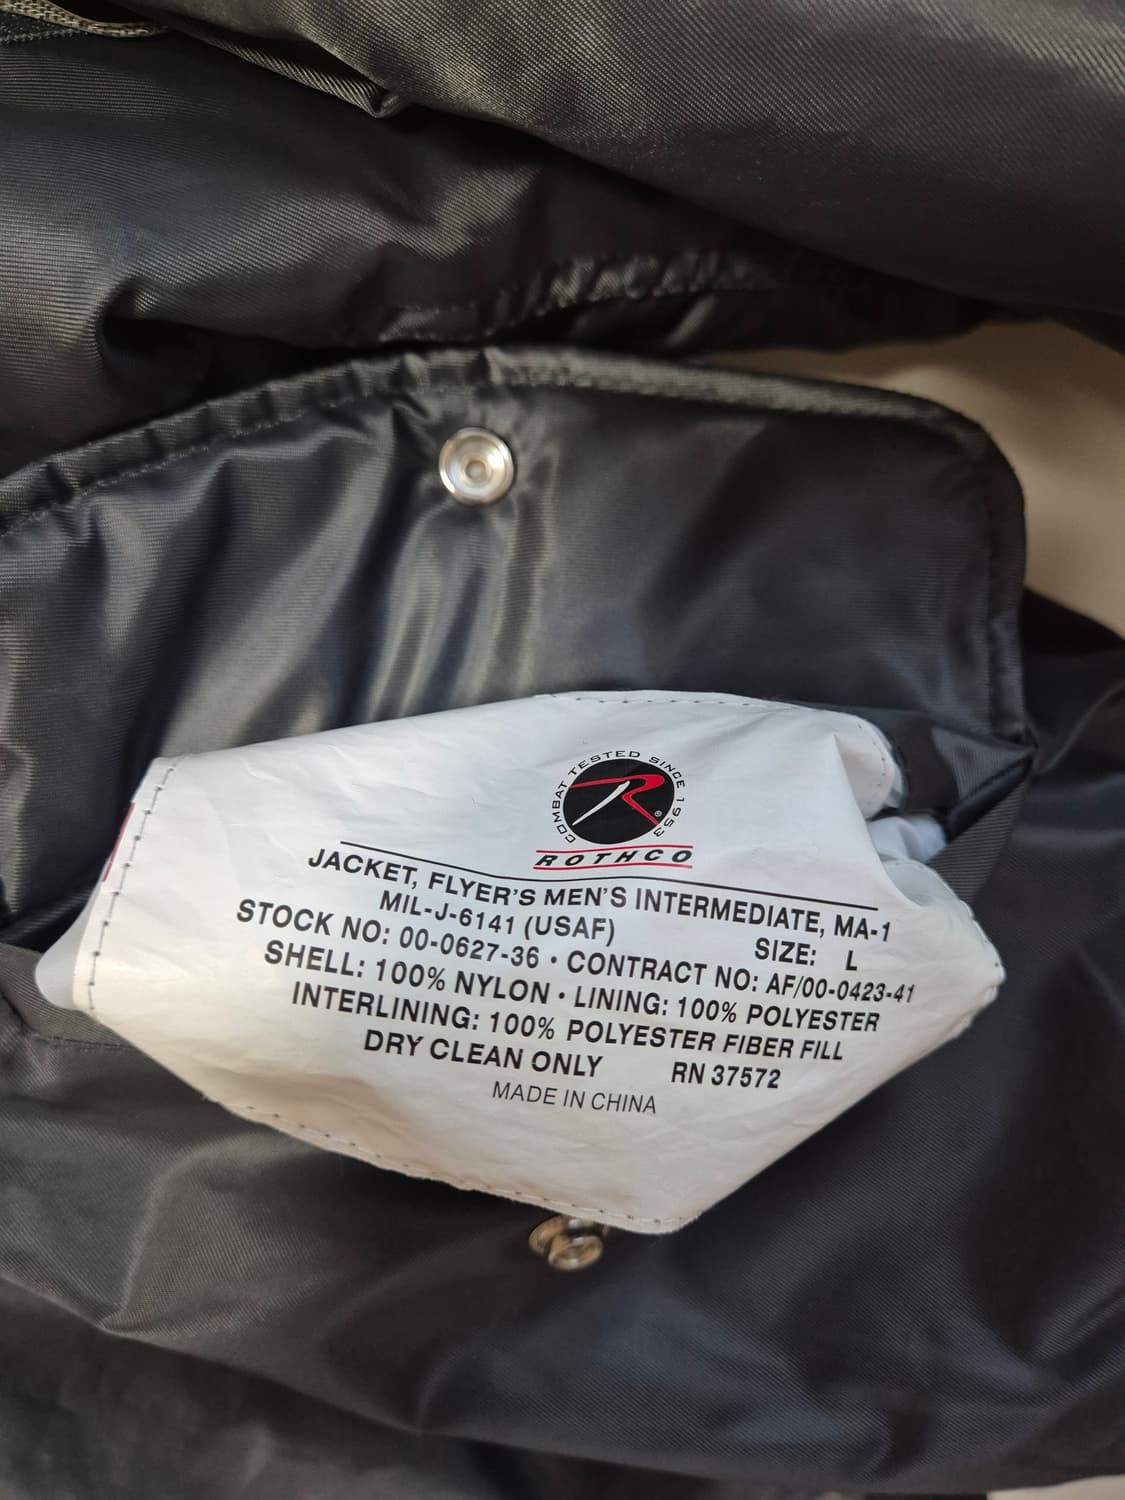 COMBAT TESTED SINCE 1953
R®
ROTHCO
JACKET, FLYER'S MEN'S INTERMEDIATE, MA-1
MIL-J-6141 (USAF) SIZE: L
STOCK NO: 00-0627-36 • CONTRACT NO: AF/00-0423-41
SHELL: 100% NYLON • LINING: 100% POLYESTER
INTERLINING: 100% POLYESTER FIBER FILL
DRY CLEAN ONLY RN 37572
MADE IN CHINA